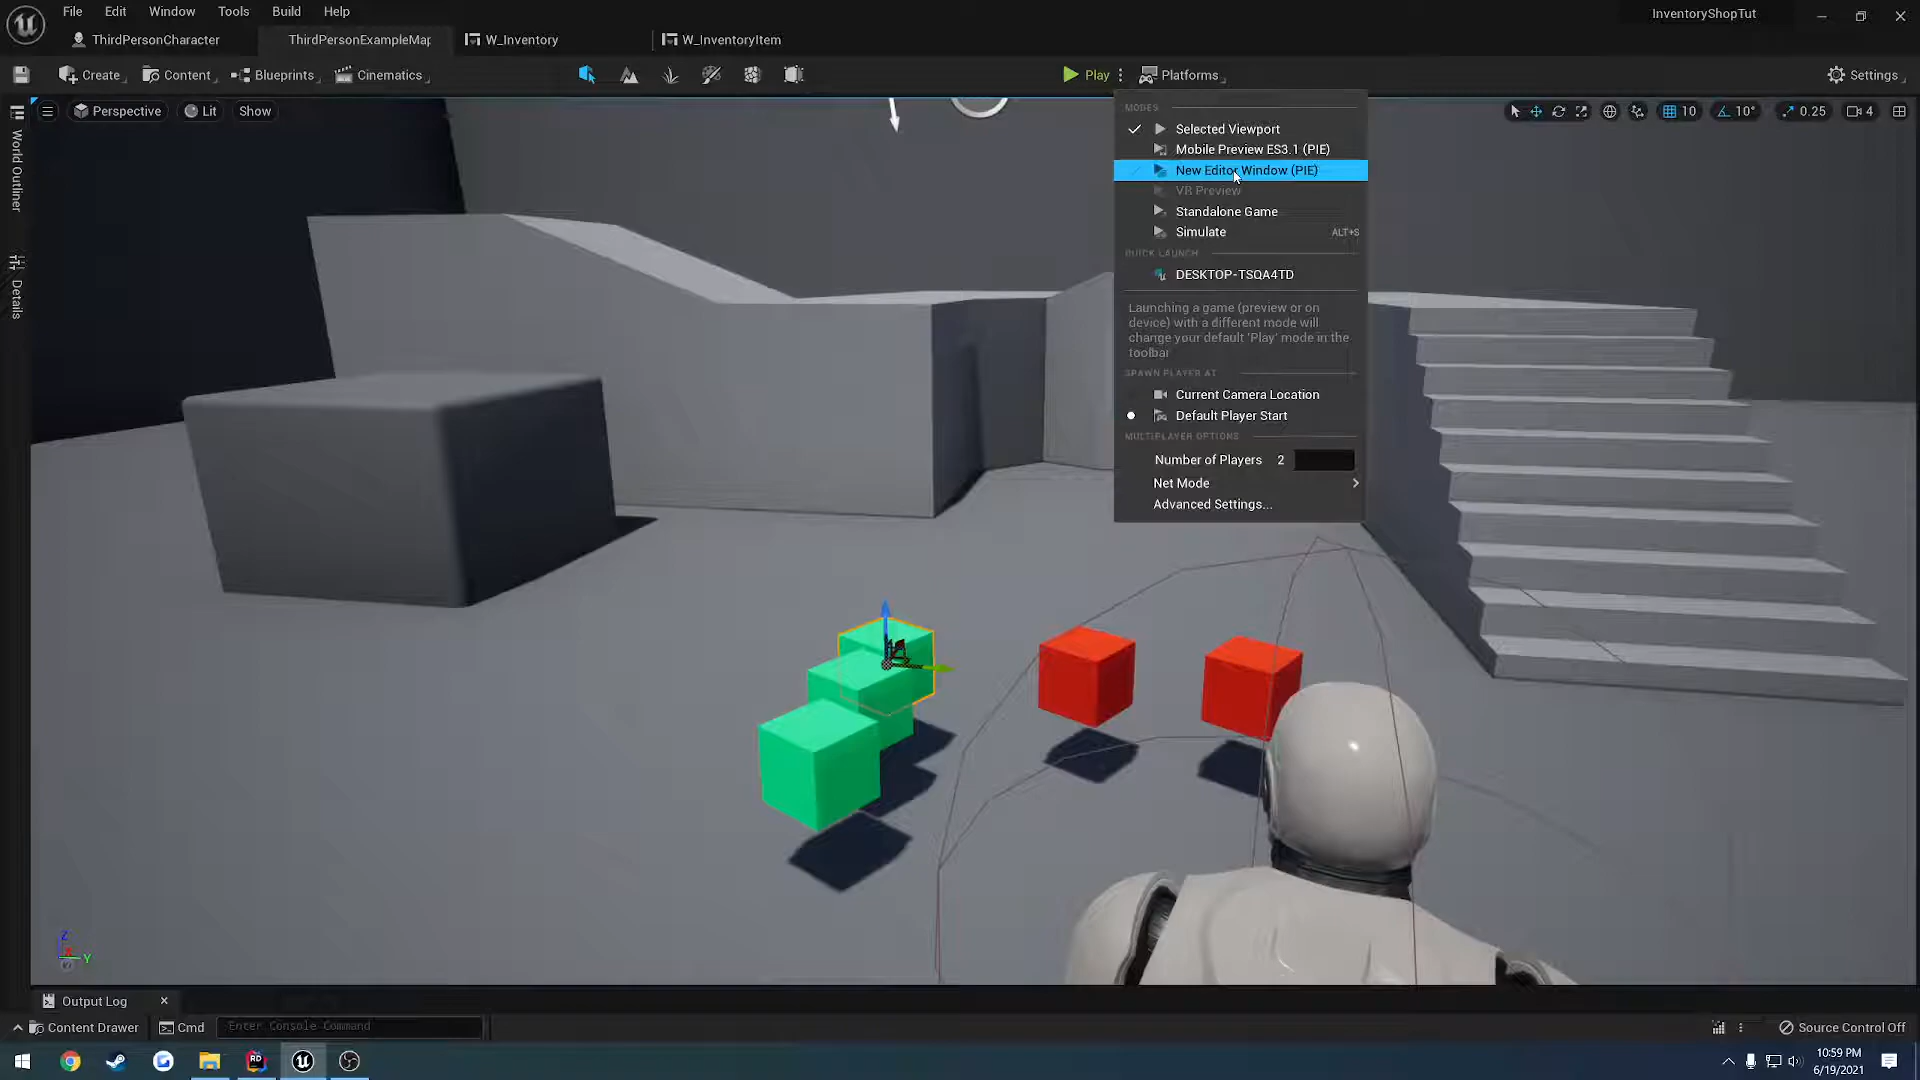 File Edit Window Tools Build Help
InventoryShopTut
ThirdPersonCharacter
ThirdPersonExampleMap
W_Inventory
W_InventoryItem
Create
Content
Blueprints
Cinematics
Play
Platforms
Settings
Perspective
Lit
Show
10
10°
0.25
4
World Outliner
Details
MODES
Selected Viewport
Mobile Preview ES3.1 (PIE)
New Editor Window (PIE)
VR Preview
Standalone Game
Simulate ALT+S
QUICK LAUNCH
DESKTOP-TSQA4TD
Launching a game (preview or on
device) with a different mode will
change your default 'Play' mode in the
toolbar
SPAWN PLAYER AT
Current Camera Location
Default Player Start
MULTIPLAYER OPTIONS
Number of Players 2
Net Mode
Advanced Settings...
Z
Y
Output Log
Content Drawer
Cmd
Enter Console Command
Source Control Off
RD
10:59 PM
6/19/2021